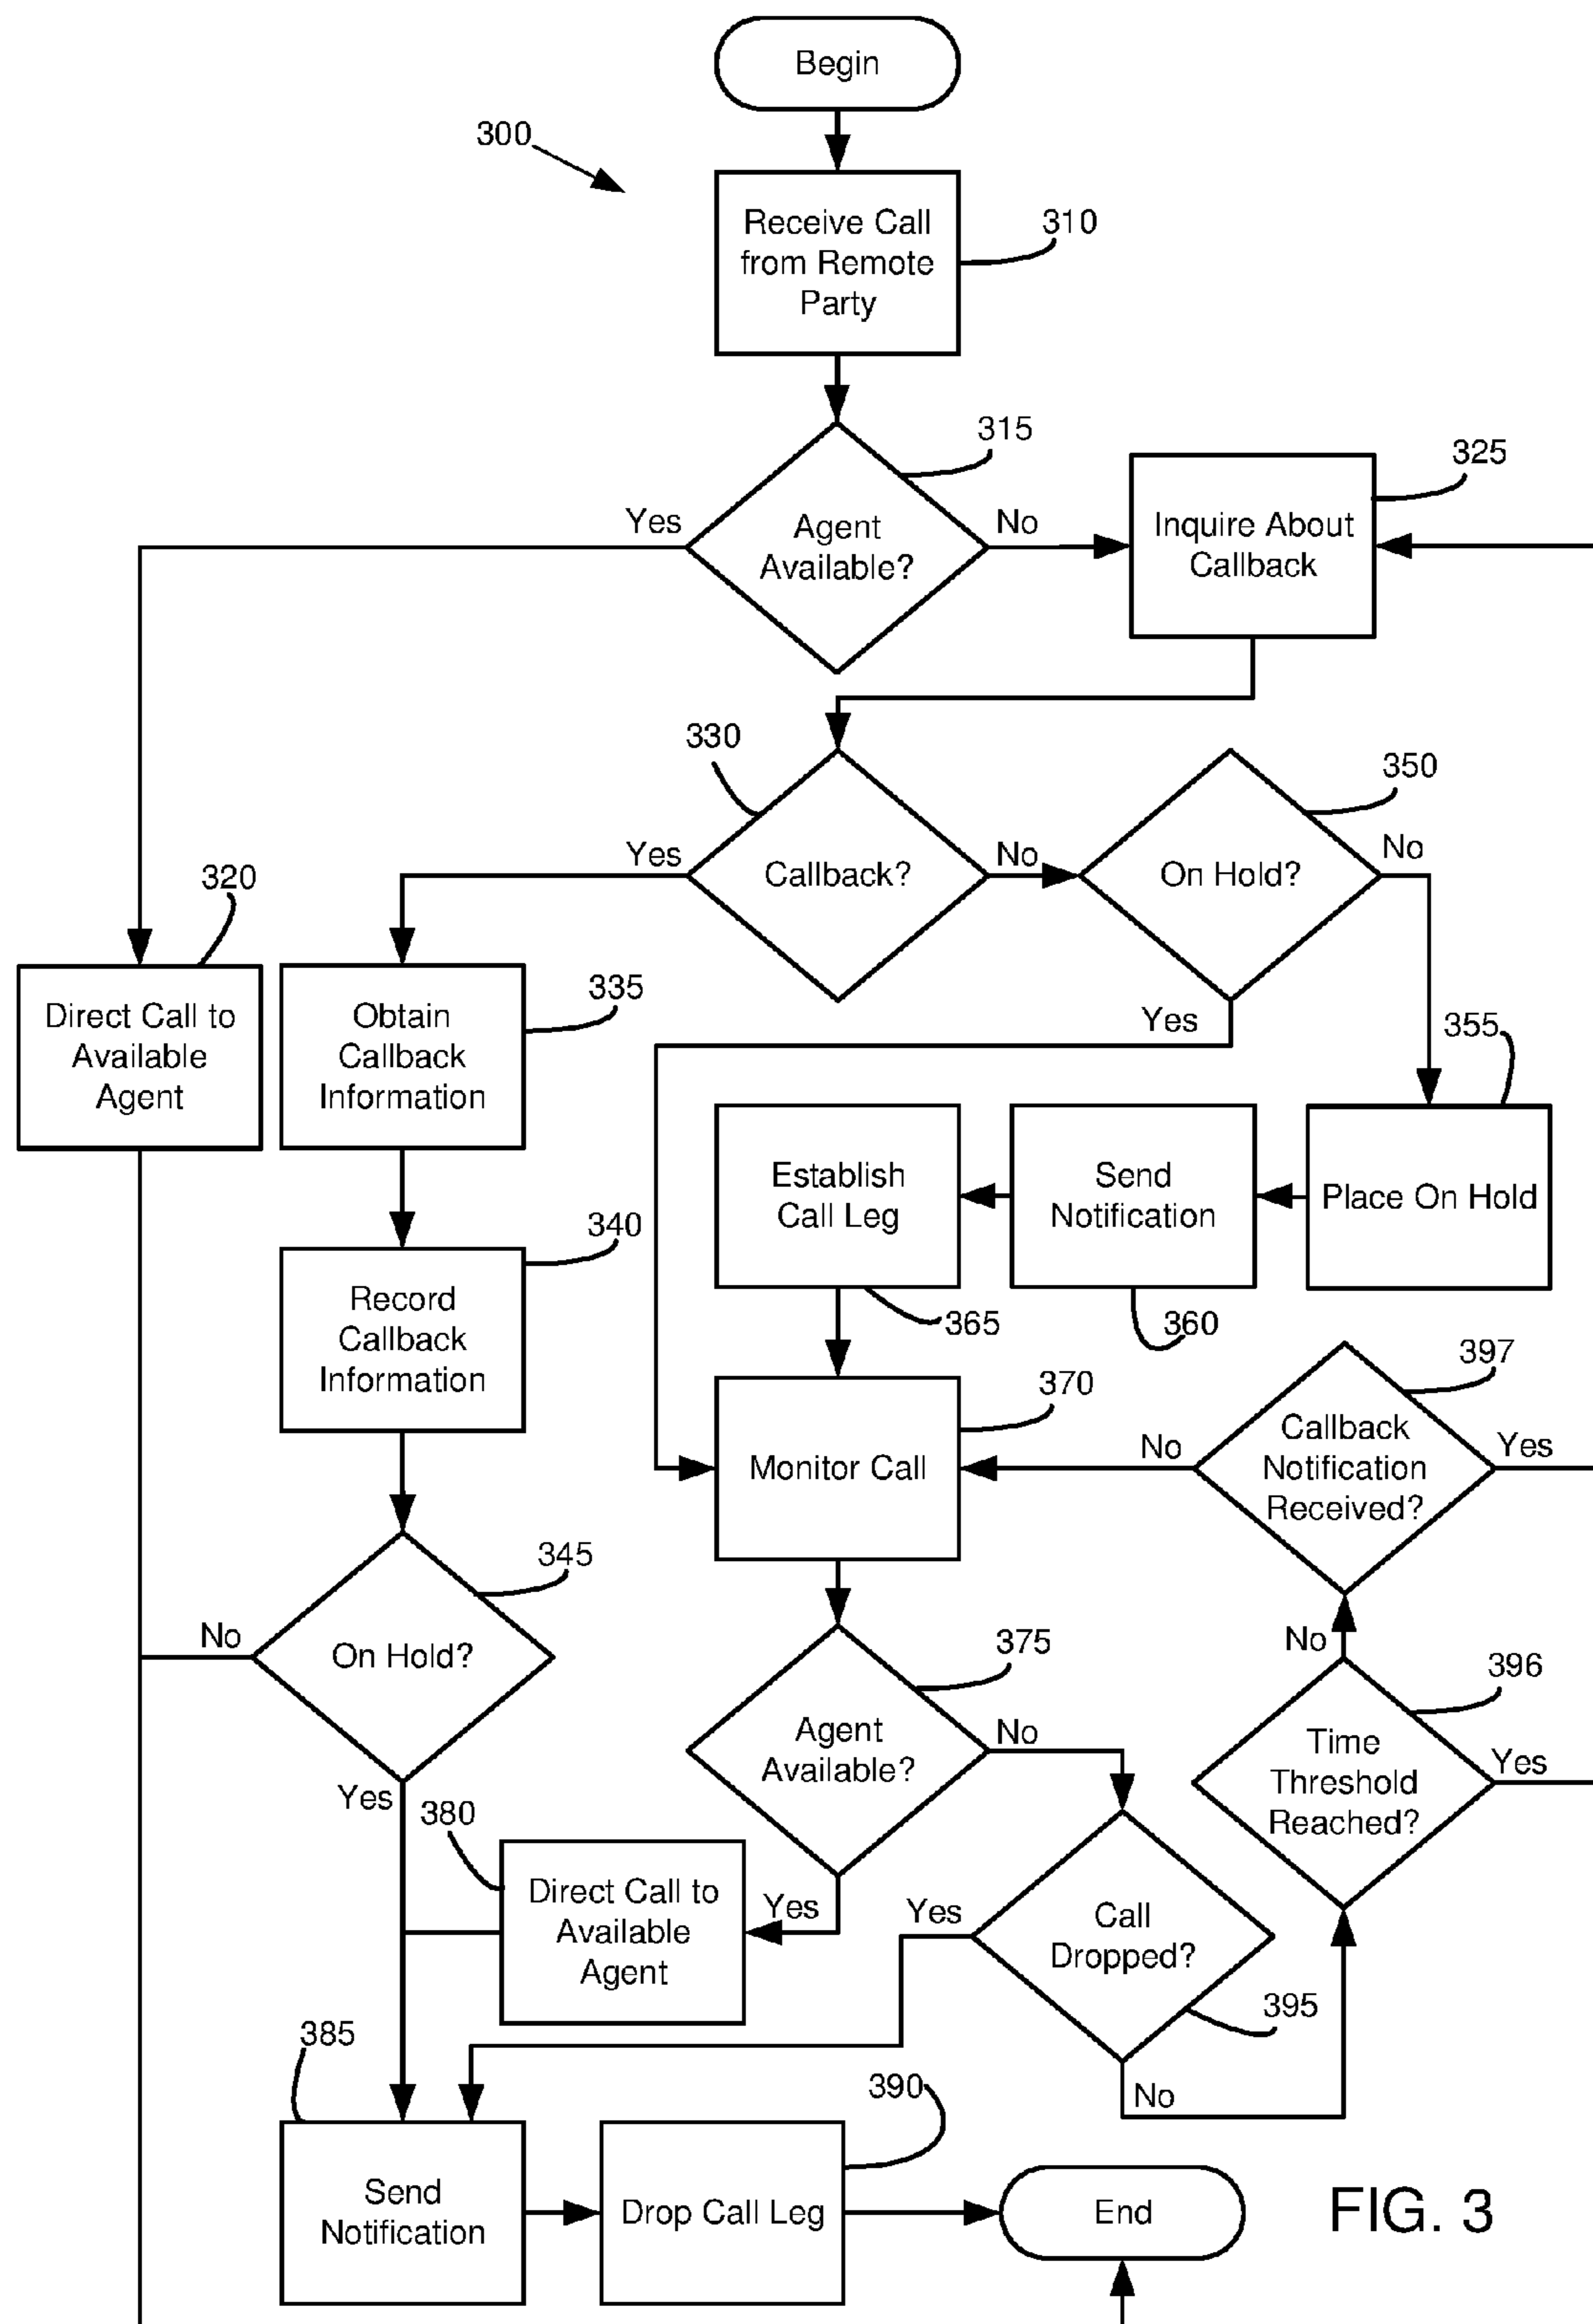 Begin
300
Receive Call
from Remote
Party
310
315
Agent
Available?
Yes
No
325
Inquire About
Callback
330
Callback?
Yes
No
350
On Hold?
No
Yes
320
Direct Call to
Available
Agent
335
Obtain
Callback
Information
355
Place On Hold
Send
Notification
360
Establish
Call Leg
365
340
Record
Callback
Information
370
Monitor Call
397
Callback
Notification
Received?
No
Yes
345
On Hold?
No
Yes
375
Agent
Available?
No
Yes
396
Time
Threshold
Reached?
No
Yes
380
Direct Call to
Available
Agent
Call
Dropped?
Yes
No
395
385
Send
Notification
390
Drop Call Leg
End
FIG. 3